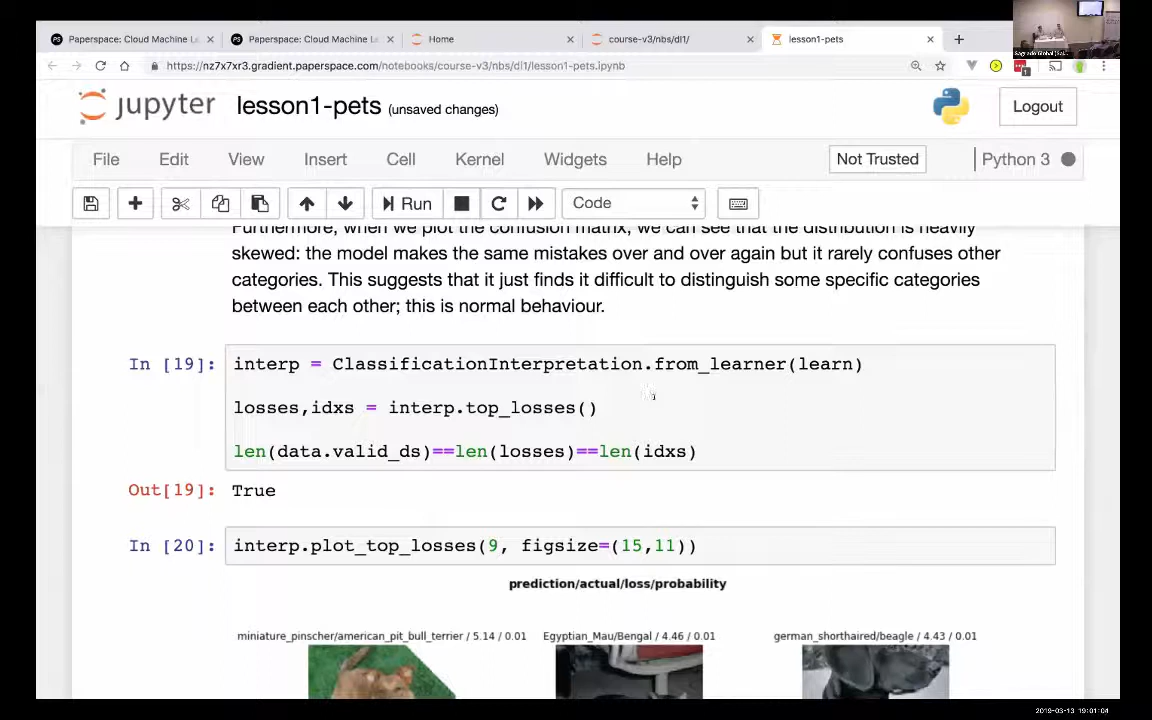 Paperspace: Cloud Machine Le
Paperspace: Cloud Machine Le
Home
course-v3/nbs/dl1/
lesson1-pets
https://nz7x7xr3.gradient.paperspace.com/notebooks/course-v3/nbs/dl1/lesson1-pets.ipynb
jupyter lesson1-pets (unsaved changes)
Logout
File Edit View Insert Cell Kernel Widgets Help
Not Trusted
Python 3
Run
Code
Furthermore, when we plot the confusion matrix, we can see that the distribution is heavily
skewed: the model makes the same mistakes over and over again but it rarely confuses other
categories. This suggests that it just finds it difficult to distinguish some specific categories
between each other; this is normal behaviour.
In [19]: interp = ClassificationInterpretation.from_learner(learn)
losses,idxs = interp.top_losses()
len(data.valid_ds)==len(losses)==len(idxs)
Out[19]: True
In [20]: interp.plot_top_losses(9, figsize=(15,11))
prediction/actual/loss/probability
miniature_pinscher/american_pit_bull_terrier / 5.14 / 0.01
Egyptian_Mau/Bengal / 4.46 / 0.01
german_shorthaired/beagle / 4.43 / 0.01
2019-03-13 19:01:04